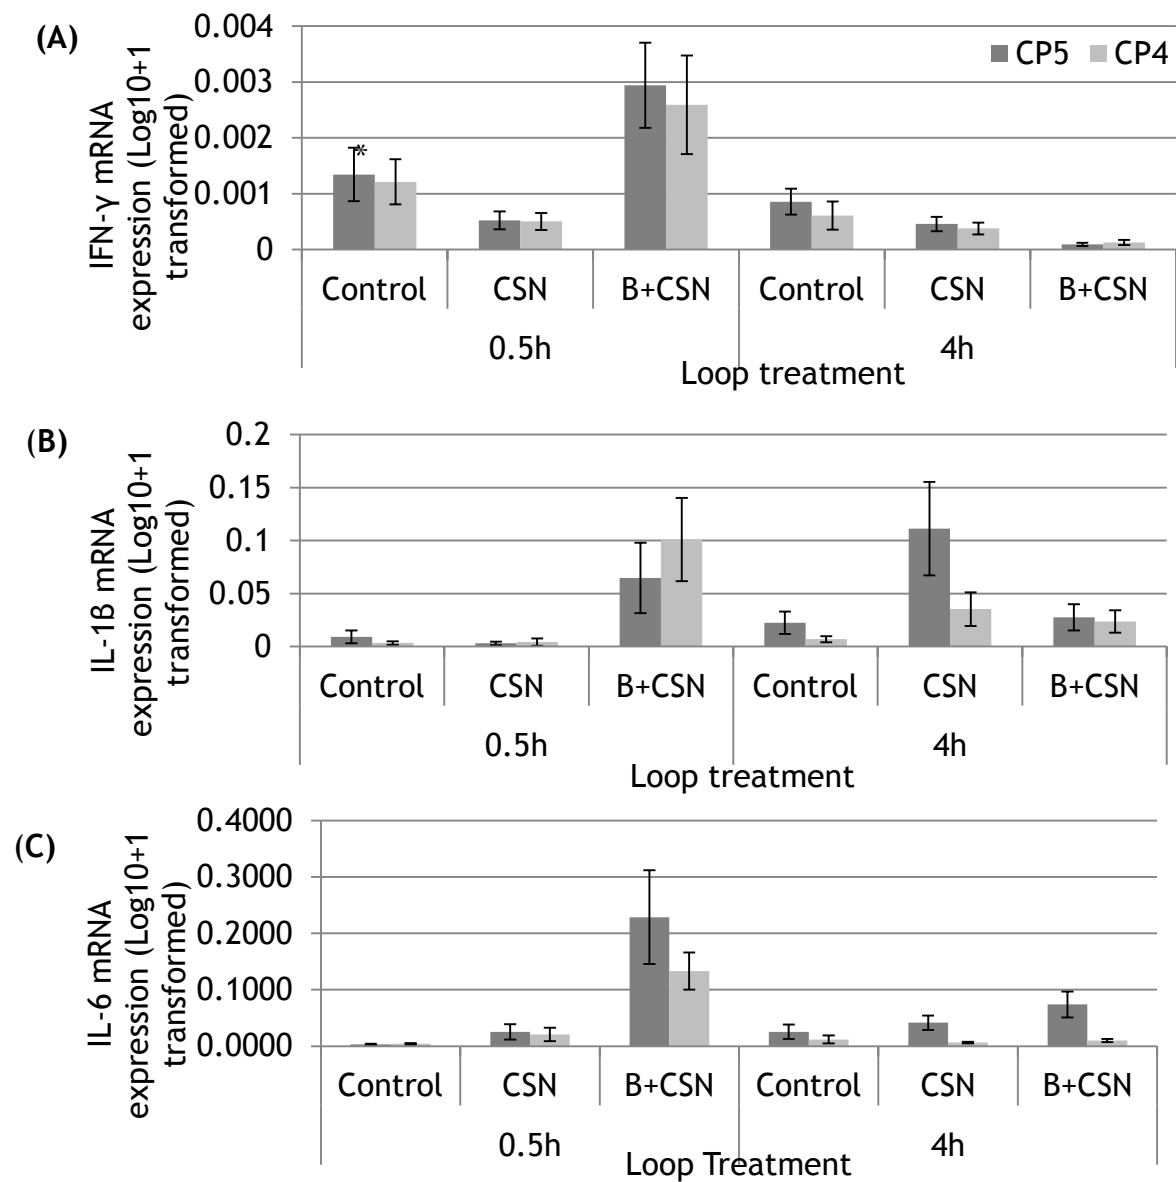 (A)
IFN-γ mRNA
expression (Log10+1
transformed)
0.004
0.003
0.002
0.001
0
CP5 CP4
*
Control CSN B+CSN Control CSN B+CSN
0.5h 4h
Loop treatment
(B)
IL-1ß mRNA
expression (Log10+1
transformed)
0.2
0.15
0.1
0.05
0
Control CSN B+CSN Control CSN B+CSN
0.5h 4h
Loop treatment
(C)
IL-6 mRNA
expression (Log10+1
transformed)
0.4000
0.3000
0.2000
0.1000
0.0000
Control CSN B+CSN Control CSN B+CSN
0.5h 4h
Loop Treatment